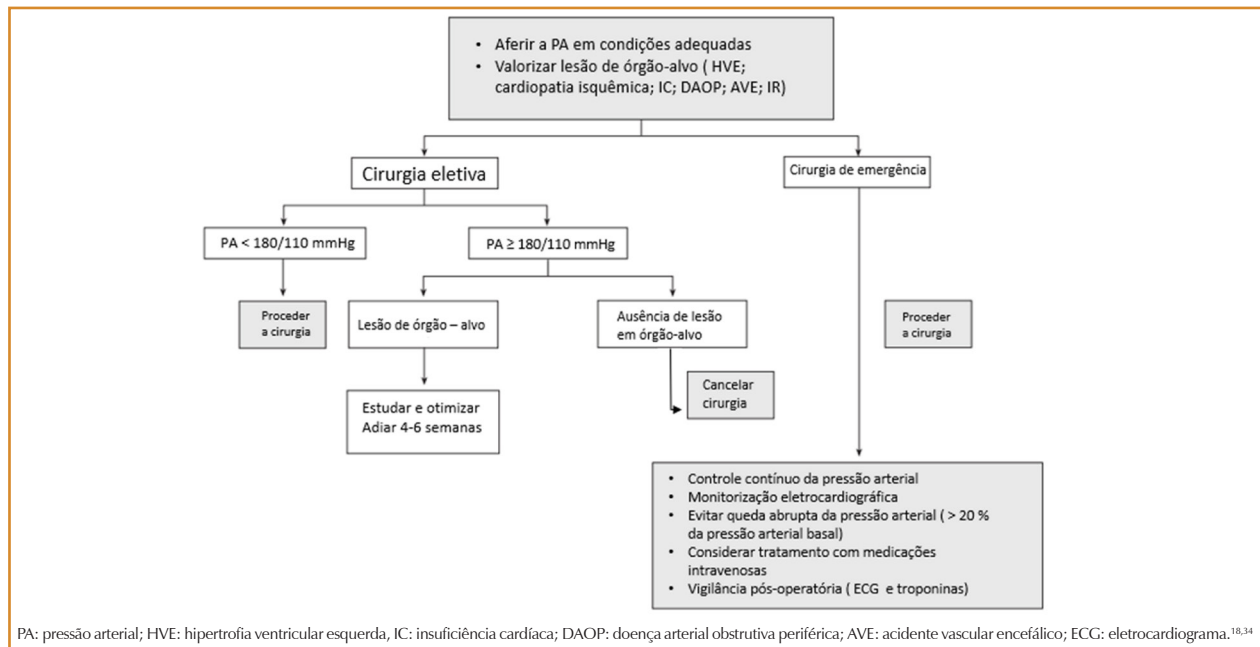 • Aferir a PA em condições adequadas
• Valorizar lesão de órgão-alvo ( HVE;
cardiopatia isquêmica; IC; DAOP; AVE; IR)
Cirurgia eletiva
Cirurgia de emergência
PA < 180/110 mmHg
PA ≥ 180/110 mmHg
Proceder
a cirurgia
Lesão de órgão – alvo
Ausência de lesão
em órgão-alvo
Proceder
a cirurgia
Estudar e otimizar
Adiar 4-6 semanas
Cancelar
cirurgia
• Controle contínuo da pressão arterial
• Monitorização eletrocardiográfica
• Evitar queda abrupta da pressão arterial ( > 20 %
da pressão arterial basal)
• Considerar tratamento com medicações
intravenosas
• Vigilância pós-operatória ( ECG e troponinas)
PA: pressão arterial; HVE: hipertrofia ventricular esquerda, IC: insuficiência cardíaca; DAOP: doença arterial obstrutiva periférica; AVE: acidente vascular encefálico; ECG: eletrocardiograma.18,34